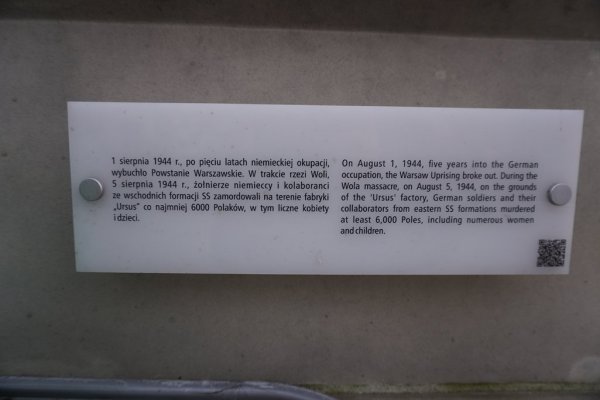 1 sierpnia 1944 r., po pięciu latach niemieckiej okupacji,
wybuchło Powstanie Warszawskie. W trakcie rzezi Woli,
5 sierpnia 1944 r., żołnierze niemieccy i kolaboranci
ze wschodnich formacji SS zamordowali na terenie fabryki
„Ursus” co najmniej 6000 Polaków, w tym liczne kobiety
i dzieci.
On August 1, 1944, five years into the German
occupation, the Warsaw Uprising broke out. During the
Wola massacre, on August 5, 1944, on the grounds
of the 'Ursus' factory, German soldiers and their
collaborators from eastern SS formations murdered
at least 6,000 Poles, including numerous women
and children.